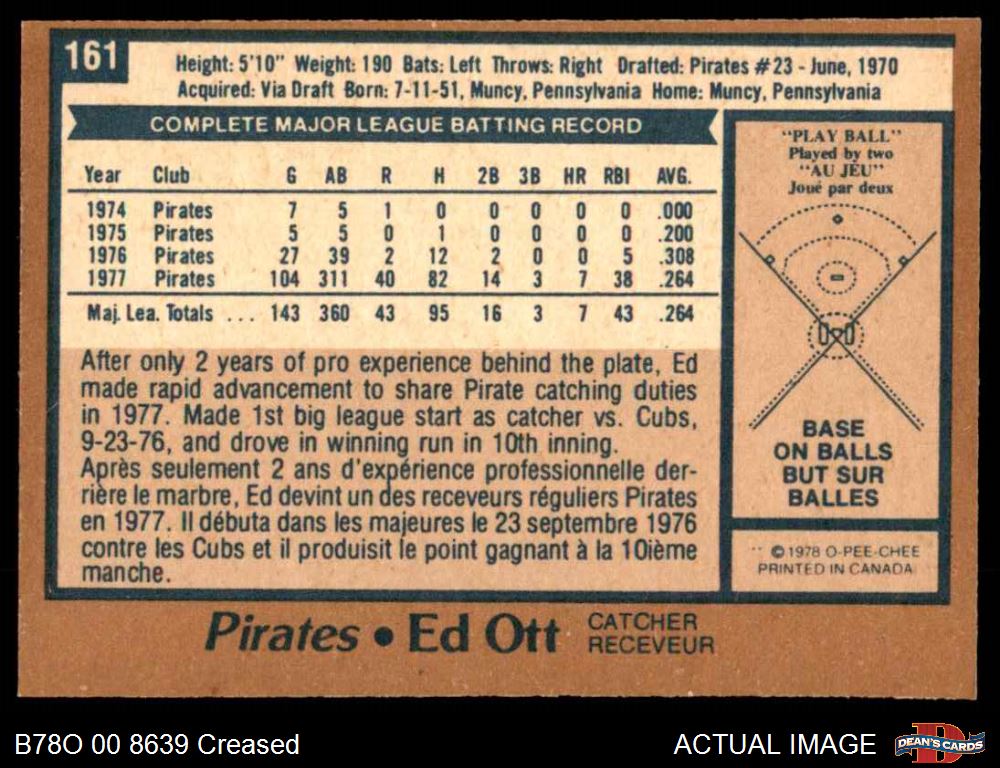 161
Height: 5'10" Weight: 190 Bats: Left Throws: Right Drafted: Pirates #23 - June, 1970
Acquired: Via Draft Born: 7-11-51, Muncy, Pennsylvania Home: Muncy, Pennsylvania
COMPLETE MAJOR LEAGUE BATTING RECORD
Year Club G AB R H 2B 3B HR RBI AVG.
1974 Pirates 7 5 1 0 0 0 0 0 .000
1975 Pirates 5 5 0 1 0 0 0 0 .200
1976 Pirates 27 39 2 12 2 0 0 5 .308
1977 Pirates 104 311 40 82 14 3 7 38 .264
Maj. Lea. Totals ... 143 360 43 95 16 3 7 43 .264
After only 2 years of pro experience behind the plate, Ed
made rapid advancement to share Pirate catching duties
in 1977. Made 1st big league start as catcher vs. Cubs,
9-23-76, and drove in winning run in 10th inning.
Après seulement 2 ans d'expérience professionnelle der-
rière le marbre, Ed devint un des receveurs réguliers Pirates
en 1977. Il débuta dans les majeures le 23 septembre 1976
contre les Cubs et il produisit le point gagnant à la 10ième
manche.
"PLAY BALL"
Played by two
"AU JEU"
Joué par deux
BASE
ON BALLS
BUT SUR
BALLES
©1978 O-PEE-CHEE
PRINTED IN CANADA
Pirates • Ed Ott CATCHER
RECEVEUR
B78O 00 8639 Creased
ACTUAL IMAGE
D
DEAN'S CARDS